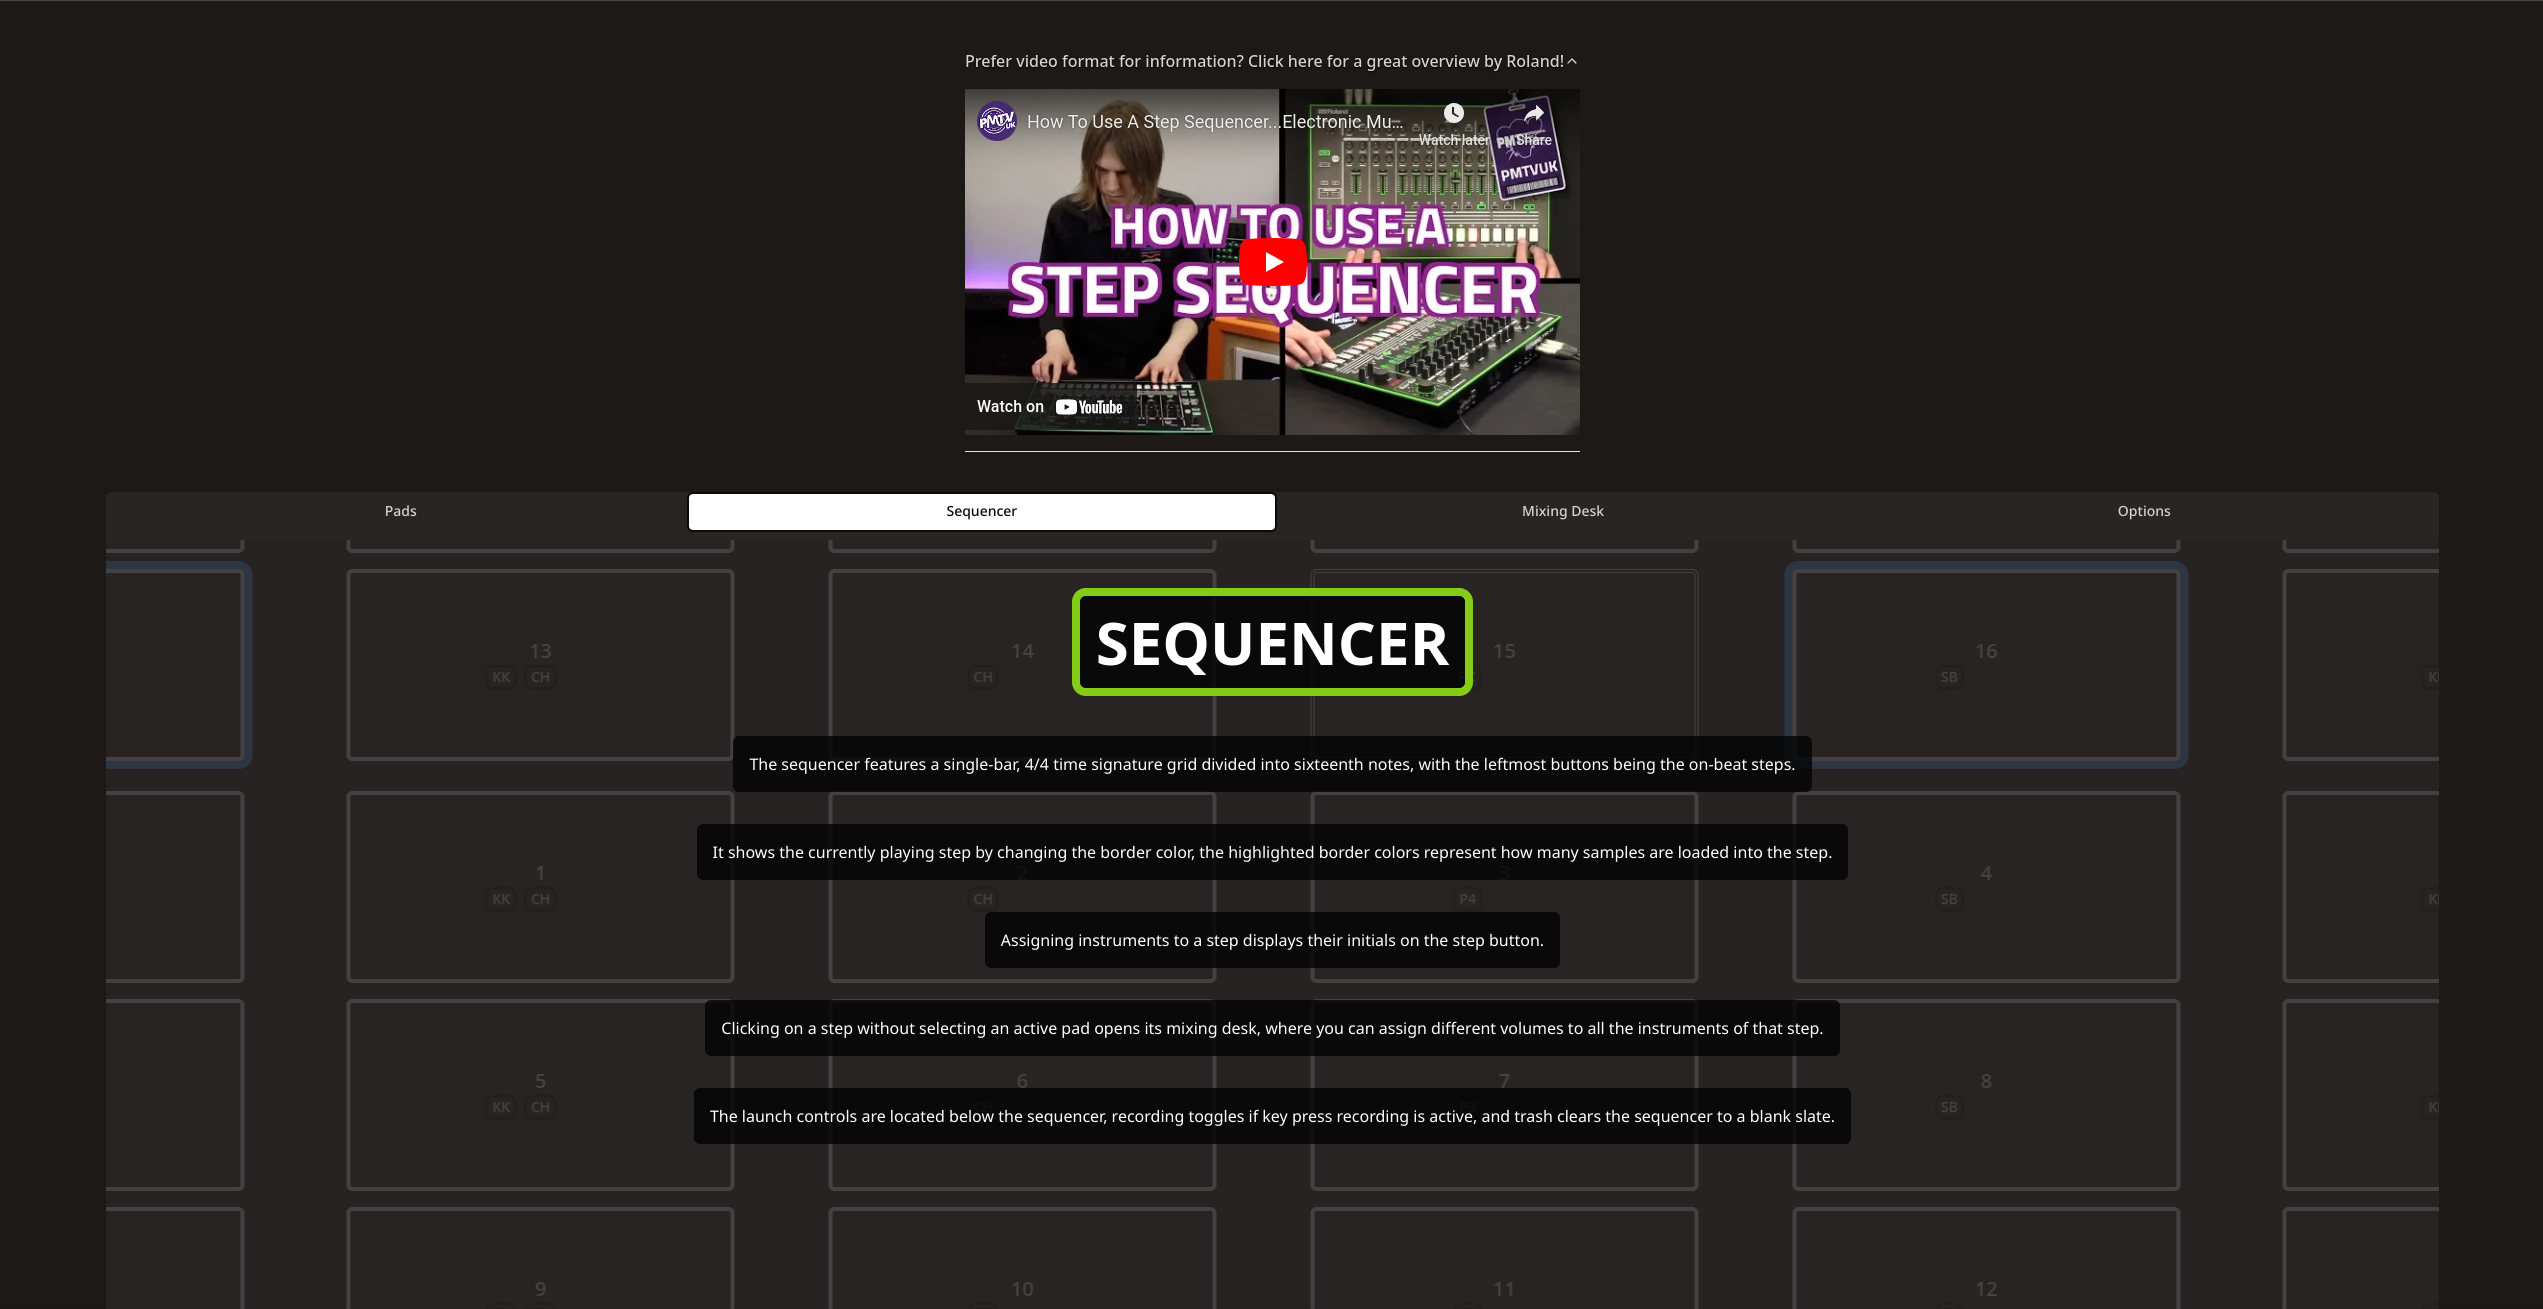 Prefer video format for information? Click here for a great overview by Roland!
PMTV UK
How To Use A Step Sequencer...Electronic Mu...
Watch later
Share
PMTVUK
HOW TO USE A
STEP SEQUENCER
Watch on YouTube
Pads
Sequencer
Mixing Desk
Options
SEQUENCER
13
KK CH
14
CH
15
16
SB
The sequencer features a single-bar, 4/4 time signature grid divided into sixteenth notes, with the leftmost buttons being the on-beat steps.
It shows the currently playing step by changing the border color, the highlighted border colors represent how many samples are loaded into the step.
1
KK CH
2
CH
3
P4
4
SB
Assigning instruments to a step displays their initials on the step button.
Clicking on a step without selecting an active pad opens its mixing desk, where you can assign different volumes to all the instruments of that step.
5
KK CH
6
7
8
SB
The launch controls are located below the sequencer, recording toggles if key press recording is active, and trash clears the sequencer to a blank slate.
9
10
11
12